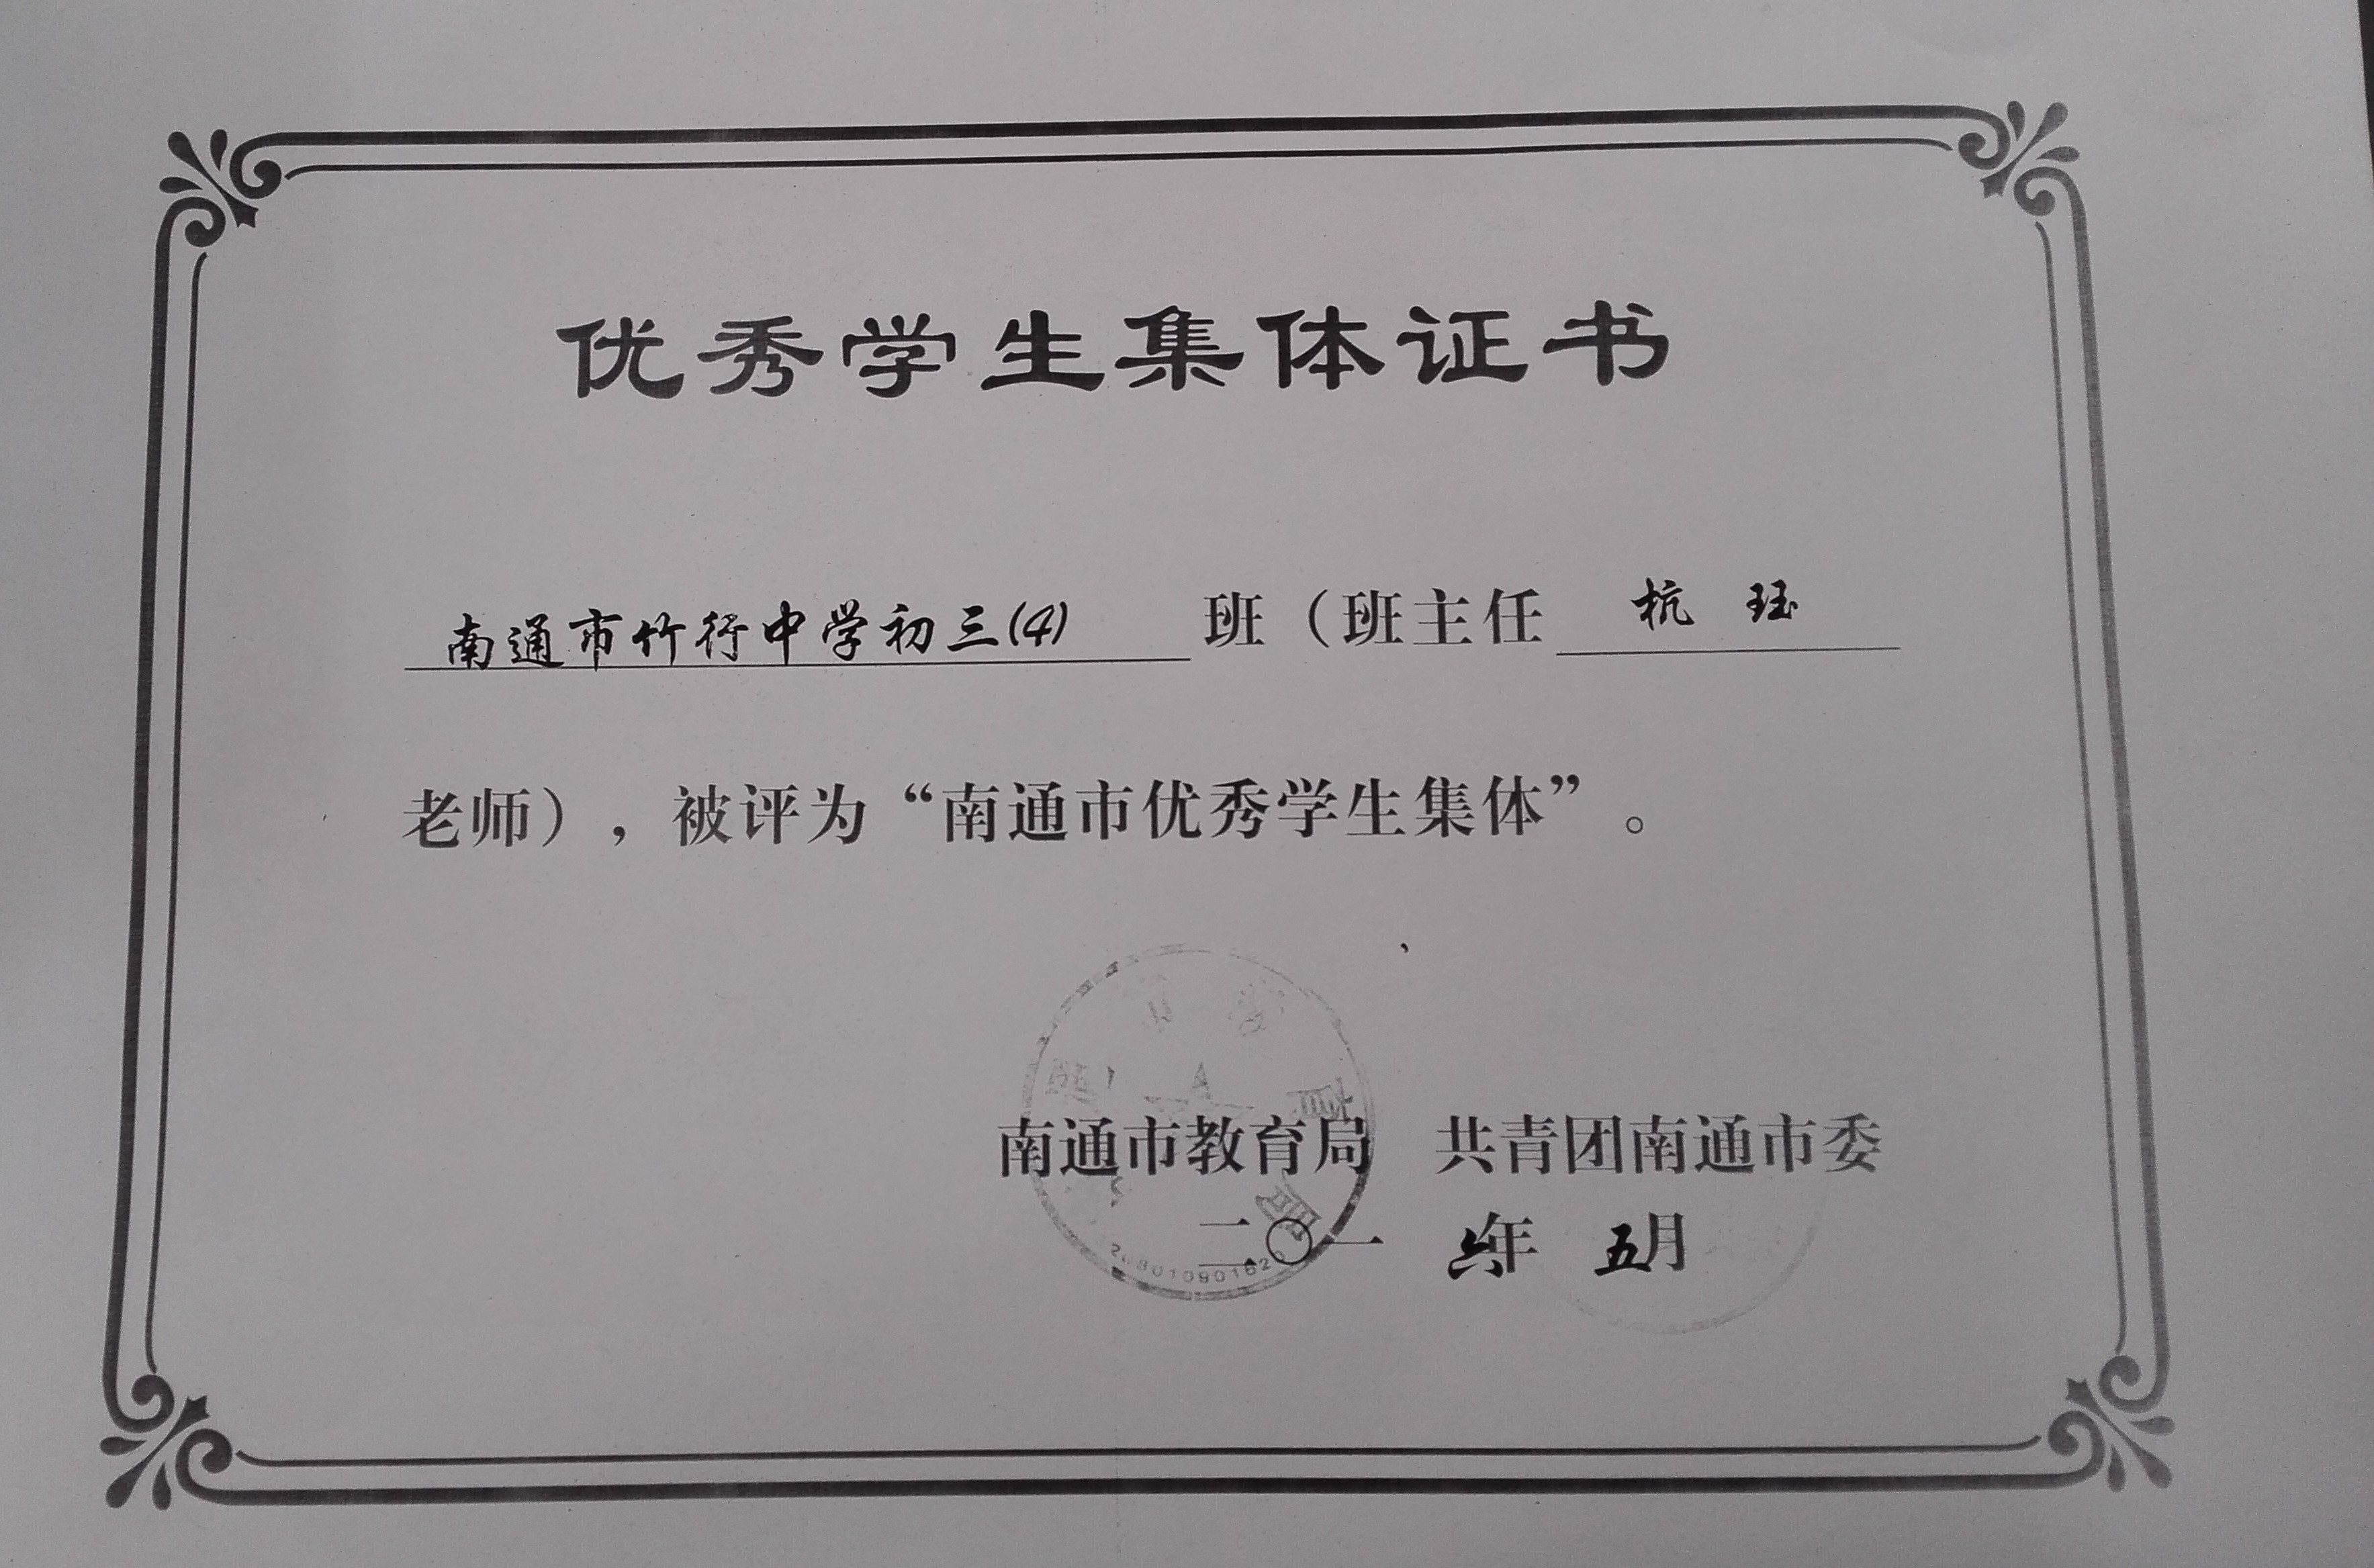 优秀学生集体证书
南通市竹行中学初三(4) 班（班主任 杭 珏
老师），被评为“南通市优秀学生集体”。
南通市教育局 共青团南通市委
二〇一六年 五月